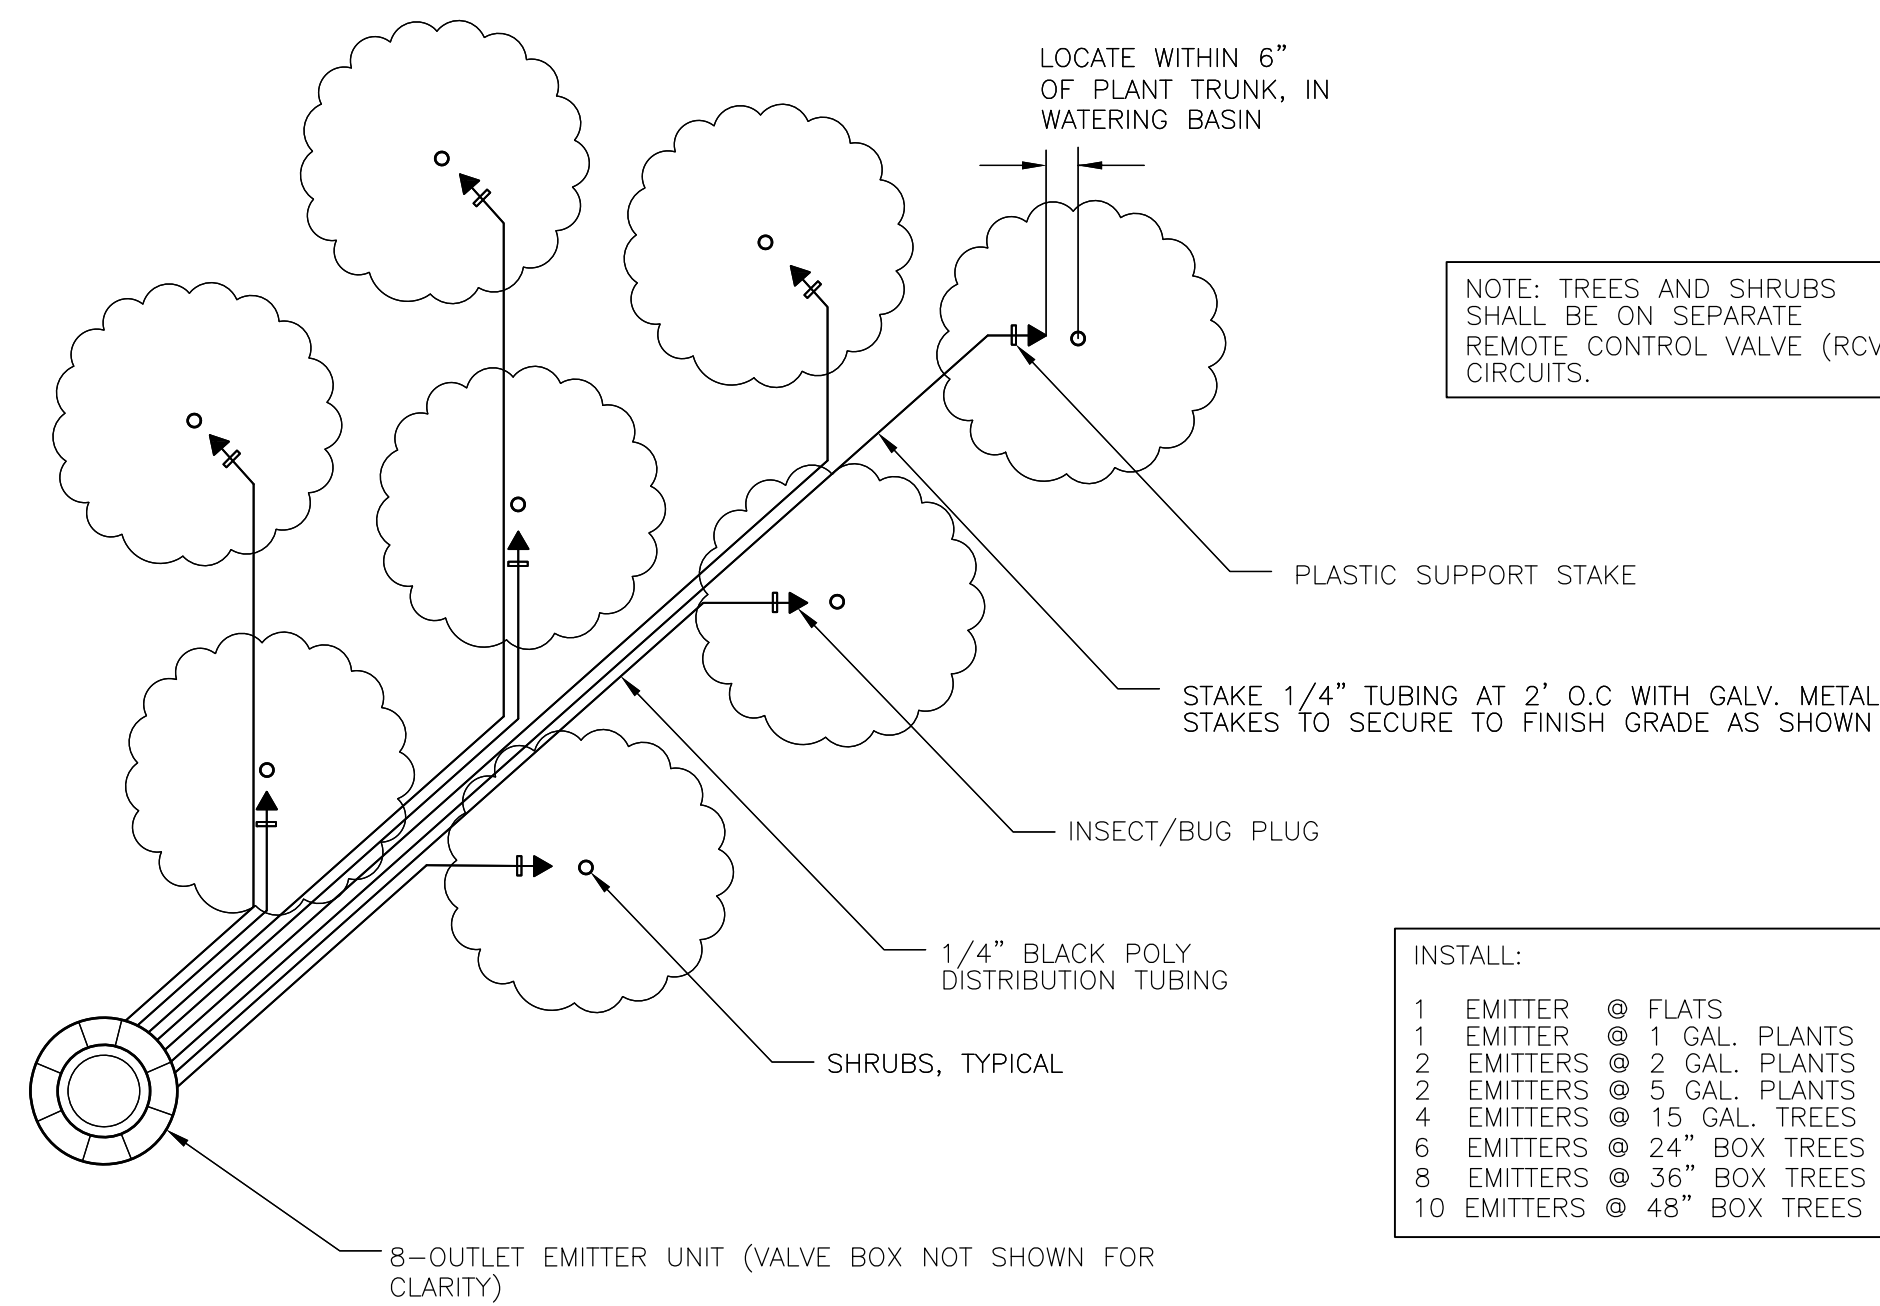 LOCATE WITHIN 6”
OF PLANT TRUNK, IN
WATERING BASIN
NOTE: TREES AND SHRUBS
SHALL BE ON SEPARATE
REMOTE CONTROL VALVE (RCV
CIRCUITS.
PLASTIC SUPPORT STAKE
STAKE 1/4” TUBING AT 2’ O.C WITH GALV. METAL
STAKES TO SECURE TO FINISH GRADE AS SHOWN
INSECT/BUG PLUG
1/4” BLACK POLY
DISTRIBUTION TUBING
SHRUBS, TYPICAL
8-OUTLET EMITTER UNIT (VALVE BOX NOT SHOWN FOR
CLARITY)
INSTALL:
1 EMITTER @ FLATS
1 EMITTER @ 1 GAL. PLANTS
2 EMITTERS @ 2 GAL. PLANTS
2 EMITTERS @ 5 GAL. PLANTS
4 EMITTERS @ 15 GAL. TREES
6 EMITTERS @ 24” BOX TREES
8 EMITTERS @ 36” BOX TREES
10 EMITTERS @ 48” BOX TREES